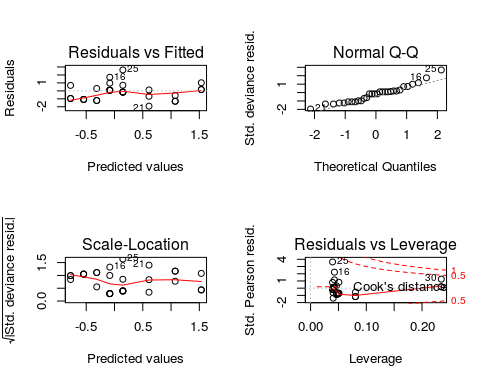 Residuals vs Fitted
Residuals
-2 1
25
16
21
-0.5 0.5 1.5
Predicted values
Normal Q-Q
Std. deviance resid.
-2 1
25
16
21
-2 -1 0 1 2
Theoretical Quantiles
Scale-Location
√|Std. deviance resid.|
0.0 1.5
25
21
16
-0.5 0.5 1.5
Predicted values
Residuals vs Leverage
Std. Pearson resid.
-2 1 4
25
16
30
1
0.5
0.5
Cook's distance
0.00 0.10 0.20
Leverage